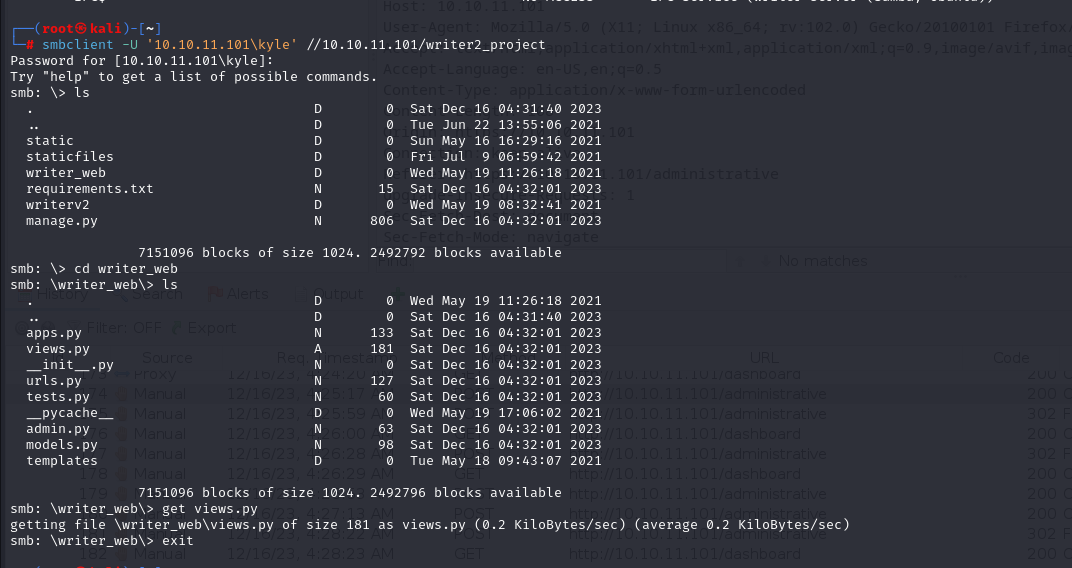 Host: 10.10.11.101
┌──(root㉿kali)-[~]
└─# smbclient -U '10.10.11.101\kyle' //10.10.11.101/writer2_project
Password for [10.10.11.101\kyle]:
Try "help" to get a list of possible commands.
smb: \> ls
  .                                   D        0  Sat Dec 16 04:31:40 2023
  ..                                  D        0  Tue Jun 22 13:55:06 2021
  static                              D        0  Sun May 16 16:29:16 2021
  staticfiles                         D        0  Fri Jul  9 06:59:42 2021
  writer_web                          D        0  Wed May 19 11:26:18 2021
  requirements.txt                    N       15  Sat Dec 16 04:32:01 2023
  writerv2                            D        0  Wed May 19 08:32:41 2021
  manage.py                           N      806  Sat Dec 16 04:32:01 2023
                7151096 blocks of size 1024. 2492792 blocks available
smb: \> cd writer_web
smb: \writer_web\> ls
  .                                   D        0  Wed May 19 11:26:18 2021
  ..                                  D        0  Sat Dec 16 04:31:40 2023
  apps.py                             N      133  Sat Dec 16 04:32:01 2023
  views.py                            A      181  Sat Dec 16 04:32:01 2023
  __init__.py                         N        0  Sat Dec 16 04:32:01 2023
  urls.py                             N      127  Sat Dec 16 04:32:01 2023
  tests.py                            N       60  Sat Dec 16 04:32:01 2023
  __pycache__                         D        0  Wed May 19 17:06:02 2021
  admin.py                            N       63  Sat Dec 16 04:32:01 2023
  models.py                           N       98  Sat Dec 16 04:32:01 2023
  templates                           D        0  Tue May 18 09:43:07 2021
                7151096 blocks of size 1024. 2492796 blocks available
smb: \writer_web\> get views.py
getting file \writer_web\views.py of size 181 as views.py (0.2 KiloBytes/sec) (average 0.2 KiloBytes/sec)
smb: \writer_web\> exit